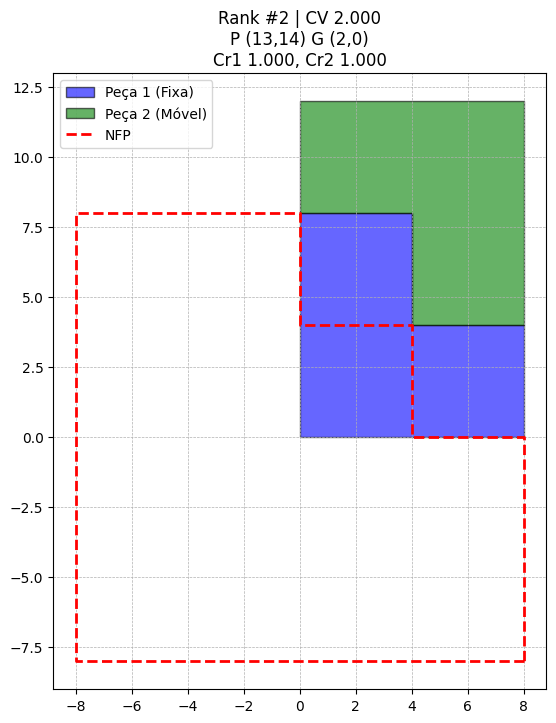 Rank #2 | CV 2.000
P (13,14) G (2,0)
Cr1 1.000, Cr2 1.000
Peça 1 (Fixa)
Peça 2 (Móvel)
NFP
12.5
10.0
7.5
5.0
2.5
0.0
−2.5
−5.0
−7.5
−8 −6 −4 −2 0 2 4 6 8